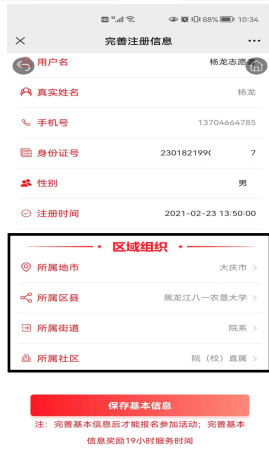 88% 10:34
× 完善注册信息 ...
用户名 杨龙志愿者
真实姓名 杨龙
手机号 13704664785
身份证号 230182199( 7
性别 男
注册时间 2021-02-23 13:50:00
区域组织
所属地市 大庆市 >
所属区县 黑龙江八一农垦大学 >
所属街道 院系 >
所属社区 院（校）直属 >
保存基本信息
注：完善基本信息后才能报名参加活动；完善基本
信息奖励19小时服务时间